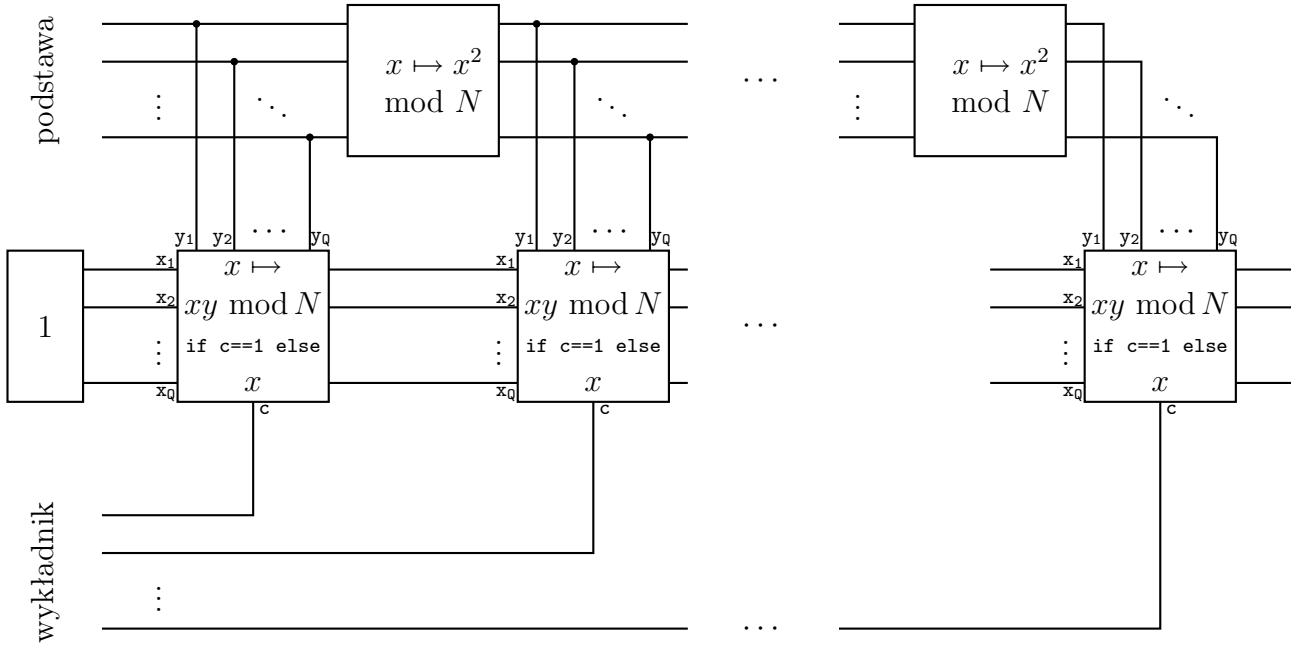 podstawa
x ↦ x²
mod N
⋯
x ↦ x²
mod N
y₁ y₂ ⋯ y_Q
y₁ y₂ ⋯ y_Q
y₁ y₂ ⋯ y_Q
1
x₁
x₂
⋮
x_Q
x ↦
xy mod N
if c==1 else
x
c
x₁
x₂
⋮
x_Q
x ↦
xy mod N
if c==1 else
x
c
⋯
x₁
x₂
⋮
x_Q
x ↦
xy mod N
if c==1 else
x
c
wykładnik
⋮
⋯